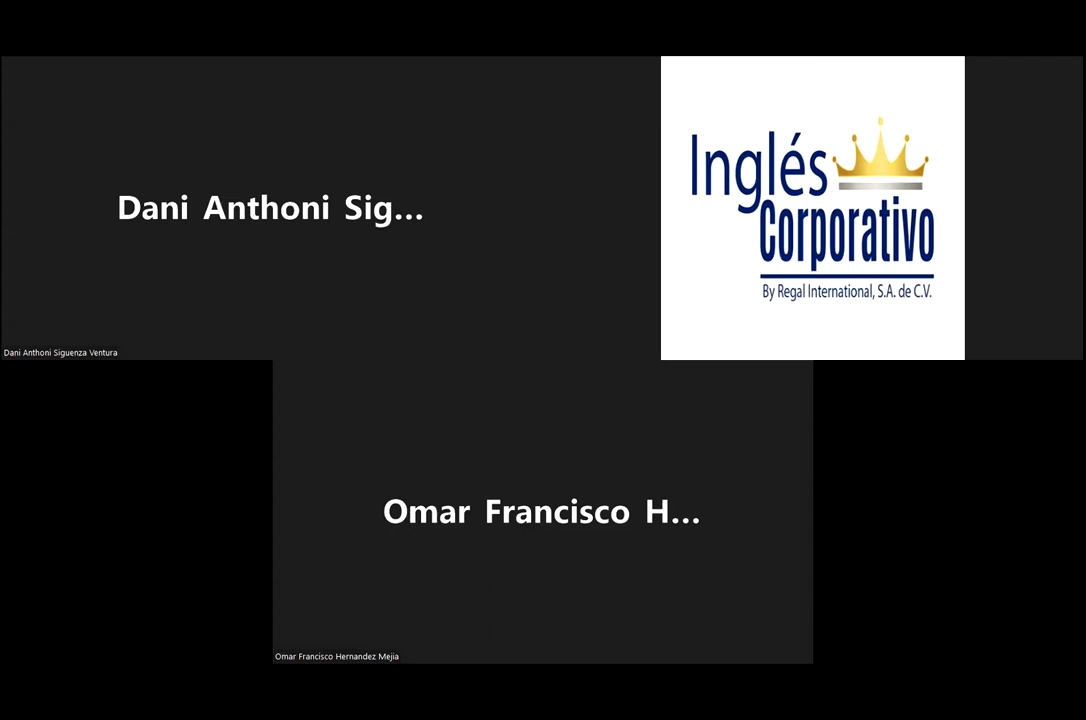 Dani Anthoni Sig...
Dani Anthoni Siguenza Ventura
Inglés
Corporativo
By Regal International, S.A. de C.V.
Omar Francisco H...
Omar Francisco Hernandez Mejia